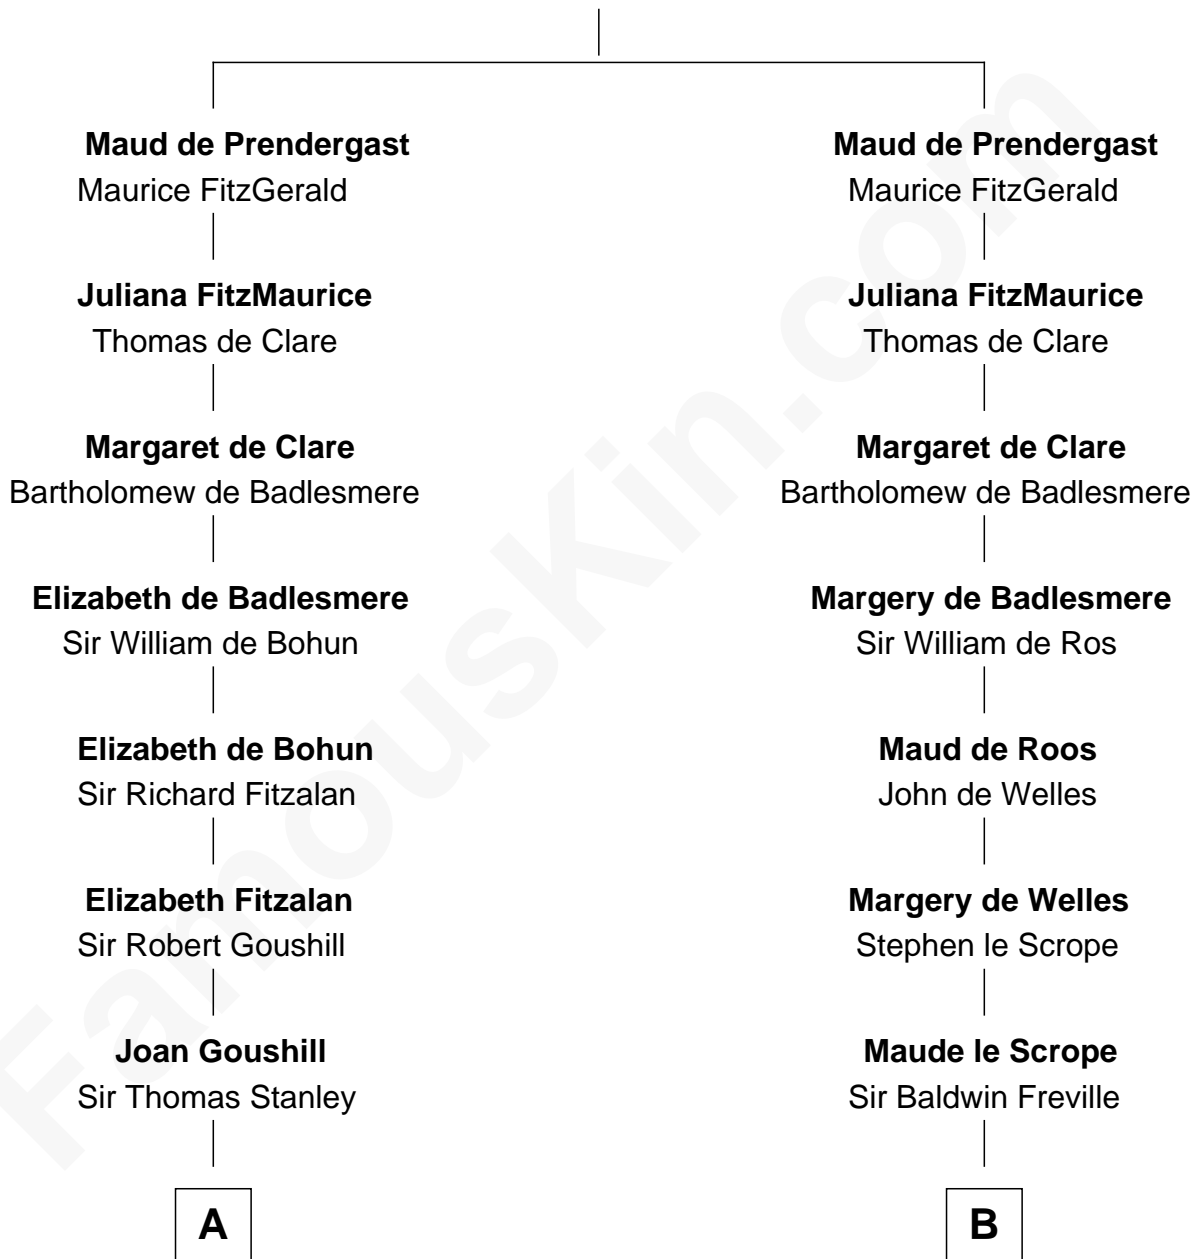 Maud de Prendergast
Maurice FitzGerald
Juliana FitzMaurice
Thomas de Clare
Margaret de Clare
Bartholomew de Badlesmere
Elizabeth de Badlesmere
Sir William de Bohun
Elizabeth de Bohun
Sir Richard Fitzalan
Elizabeth Fitzalan
Sir Robert Goushill
Joan Goushill
Sir Thomas Stanley
A
Maud de Prendergast
Maurice FitzGerald
Juliana FitzMaurice
Thomas de Clare
Margaret de Clare
Bartholomew de Badlesmere
Margery de Badlesmere
Sir William de Ros
Maud de Roos
John de Welles
Margery de Welles
Stephen le Scrope
Maude le Scrope
Sir Baldwin Freville
B
FamousKin.com